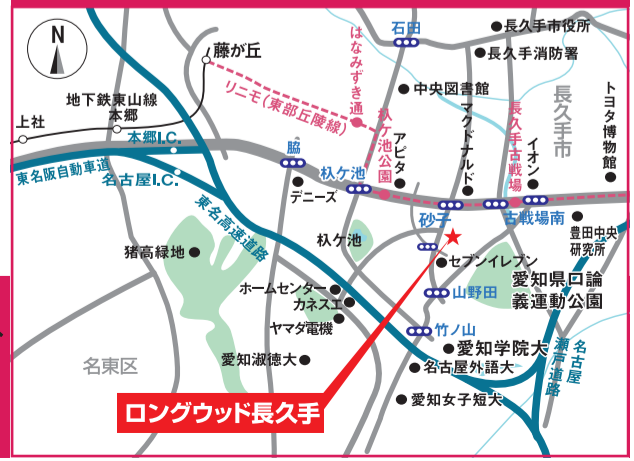 N
石田
長久手市役所
長久手消防署
藤が丘
はなみずき通
中央図書館
リニモ(東部丘陵線)
地下鉄東山線
本郷
上社
杁ケ池公園
アピタ
マクドナルド
長久手古戦場
長久手市
イオン
トヨタ博物館
本郷I.C.
東名阪自動車道
名古屋I.C.
脇
杁ケ池
デニーズ
東名高速道路
砂子
古戦場南
豊田中央
研究所
杁ケ池
猪高緑地
セブンイレブン
愛知県口論
義運動公園
ホームセンター
カネスエ
ヤマダ電機
山野田
竹ノ山
愛知淑徳大
愛知学院大
名古屋外語大
名古屋
瀬戸道路
名東区
愛知女子短大
ロングウッド長久手